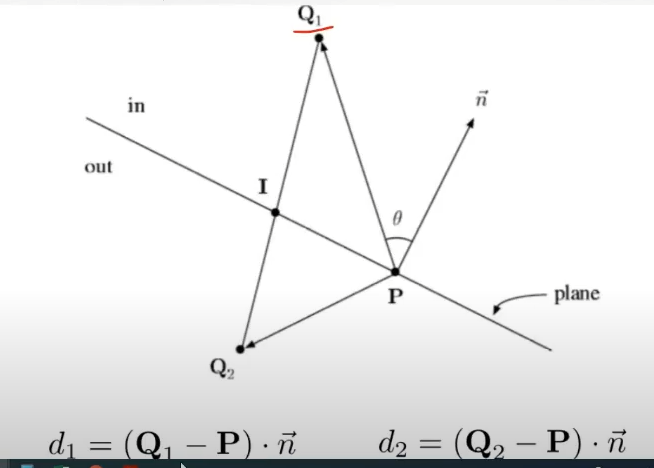 Q₁
in
n⃗
out
I
θ
P
plane
Q₂
d₁ = (Q₁ − P) · n⃗
d₂ = (Q₂ − P) · n⃗